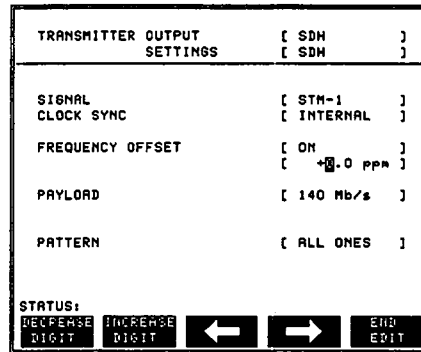 TRANSMITTER OUTPUT [ SDH ]
SETTINGS [ SDH ]
SIGNAL [ STM-1 ]
CLOCK SYNC [ INTERNAL ]
FREQUENCY OFFSET [ ON ]
[ .0 ppm ]
PAYLOAD [ 140 Mb/s ]
PATTERN [ ALL ONES ]
STATUS:
DECREASE DIGIT INCREASE DIGIT END EDIT